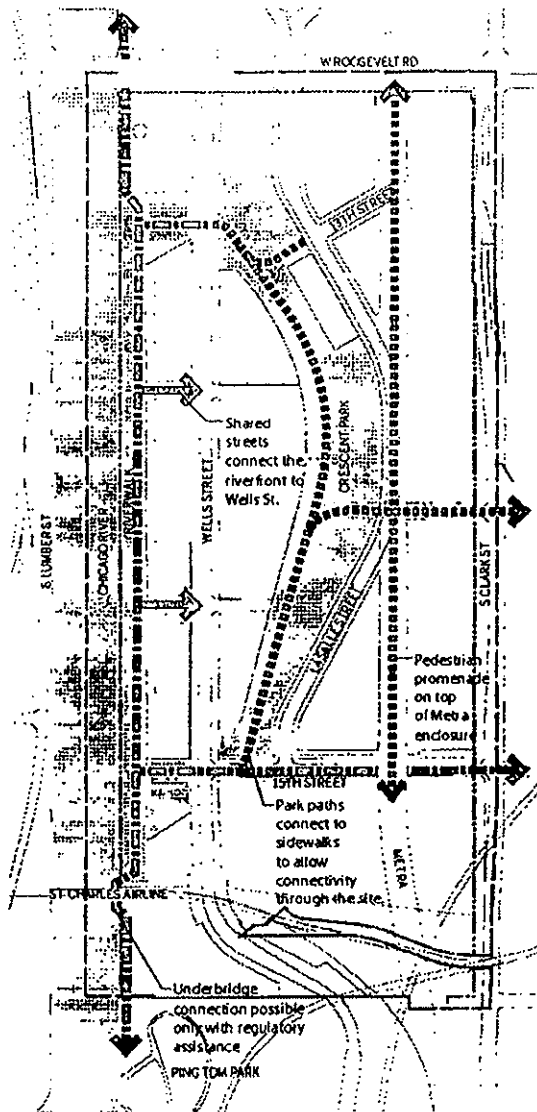 W ROOSEVELT RD
13TH STREET
Shared
streets
connect the
riverfront to
Wells St.
CRESCENT PARK
WELLS STREET
S LUMBER ST
CHICAGO RIVER
RIVERWALK
LASALLE STREET
S CLARK ST
Pedestrian
promenade
on top
of Metra
enclosure
15TH STREET
Park paths
connect to
sidewalks
to allow
connectivity
through the site.
METRA
ST. CHARLES AIRLINE
Underbridge
connection possible
only with regulatory
assistance
PING TOM PARK